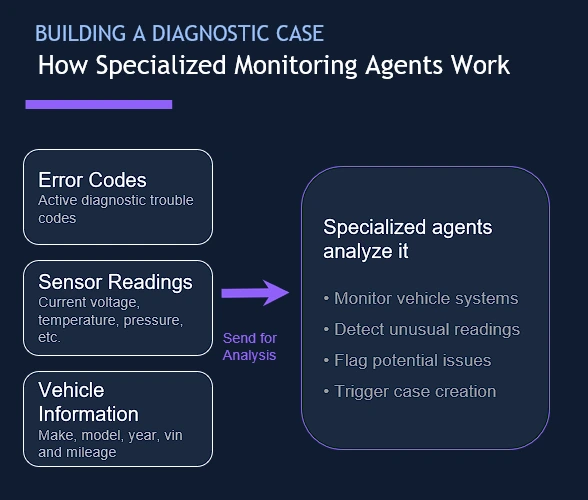 BUILDING A DIAGNOSTIC CASE
How Specialized Monitoring Agents Work
Error Codes
Active diagnostic trouble
codes
Sensor Readings
Current voltage,
temperature, pressure,
etc.
Vehicle
Information
Make, model, year, vin
and mileage
Send for
Analysis
Specialized agents
analyze it
• Monitor vehicle systems
• Detect unusual readings
• Flag potential issues
• Trigger case creation